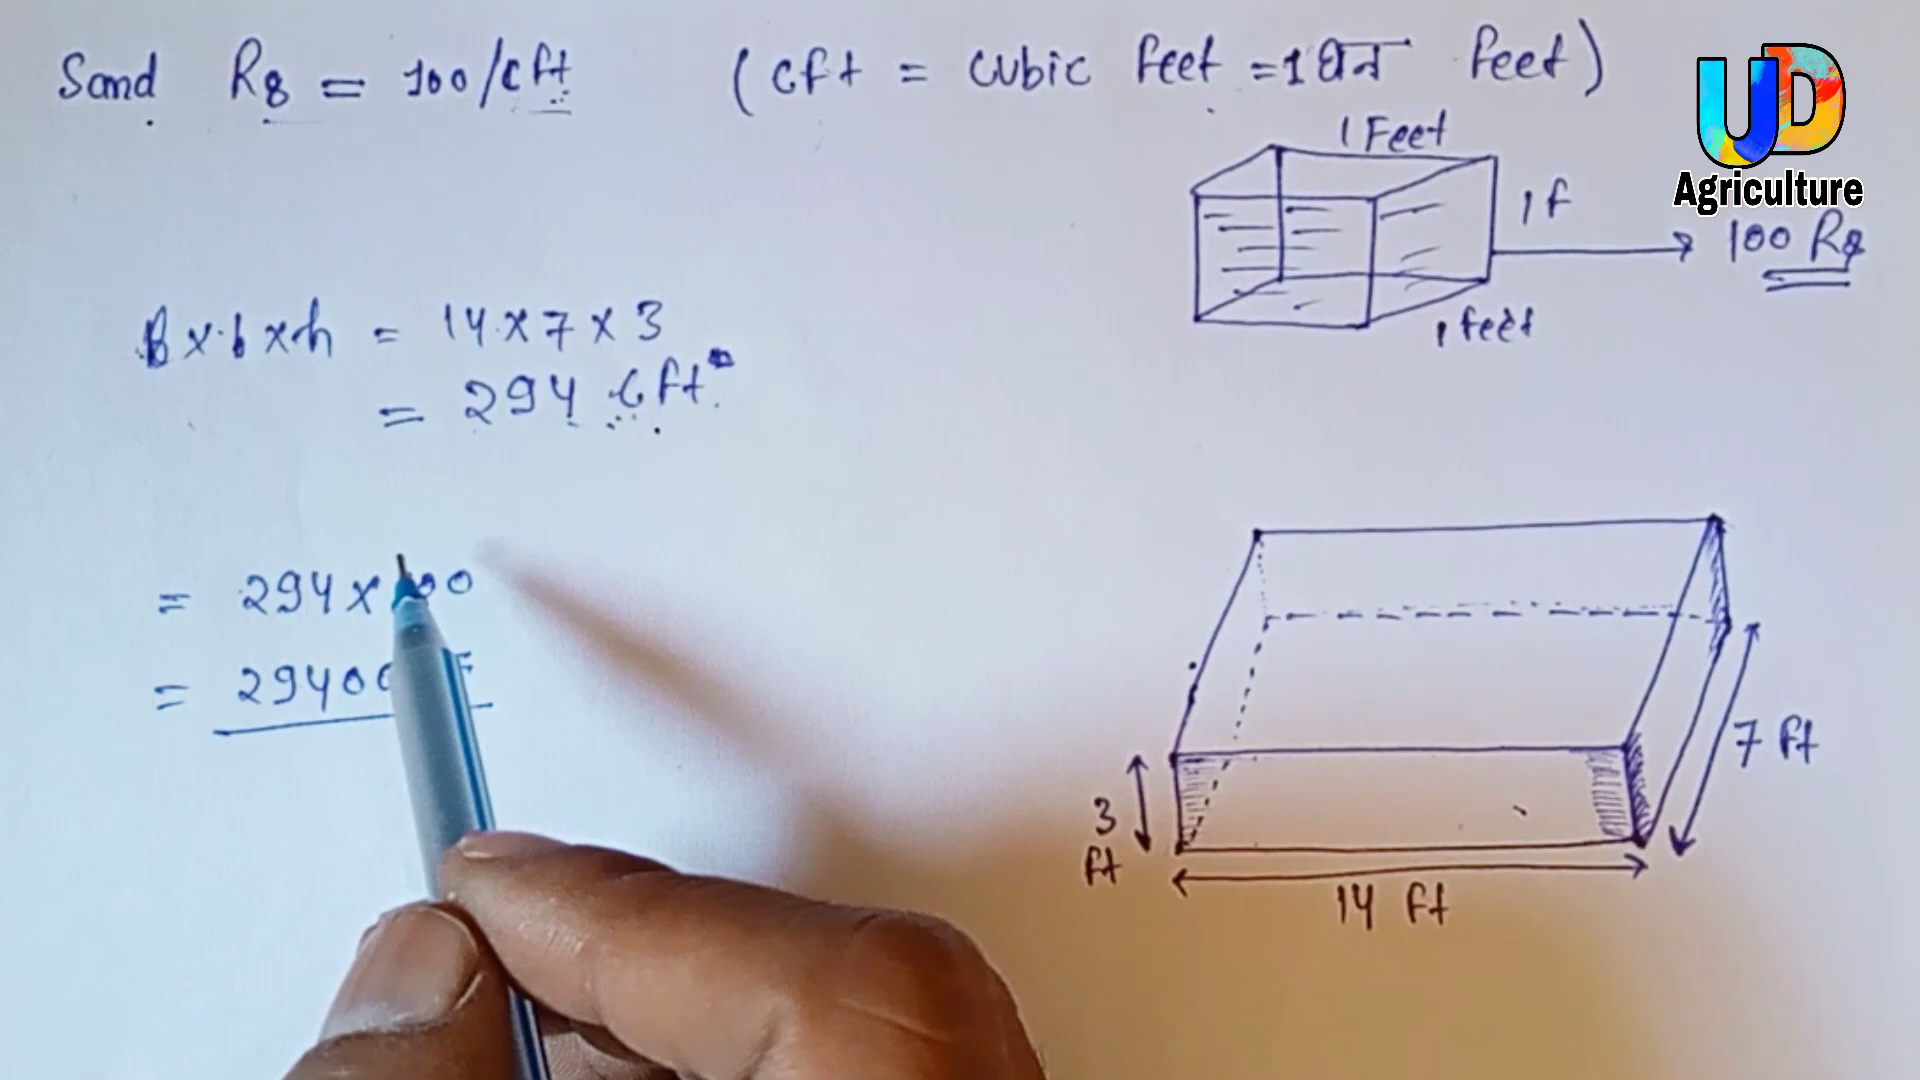 Sand Rs = 100/cft (cft = cubic feet = 1 घन feet)
1 Feet
1 f
100 Rs
1 feet
l x b x h = 14 x 7 x 3
= 294 cft
= 294 x 00
= 2940
7 ft
3 ft
14 ft
UD
Agriculture